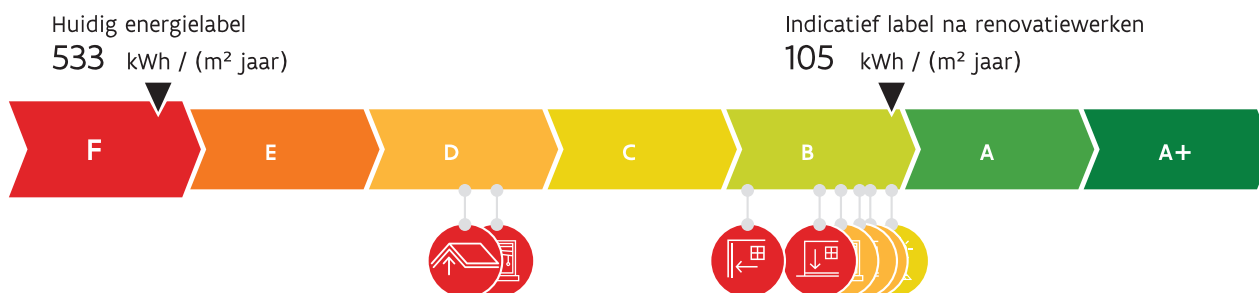 Huidig energielabel
533 kWh / (m² jaar)
Indicatief label na renovatiewerken
105 kWh / (m² jaar)
F E D C B A A+